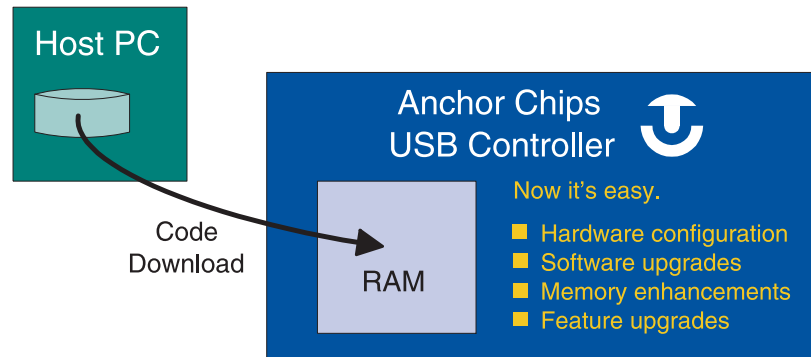 Host PC
Code
Download
Anchor Chips
USB Controller
RAM
Now it's easy.
Hardware configuration
Software upgrades
Memory enhancements
Feature upgrades